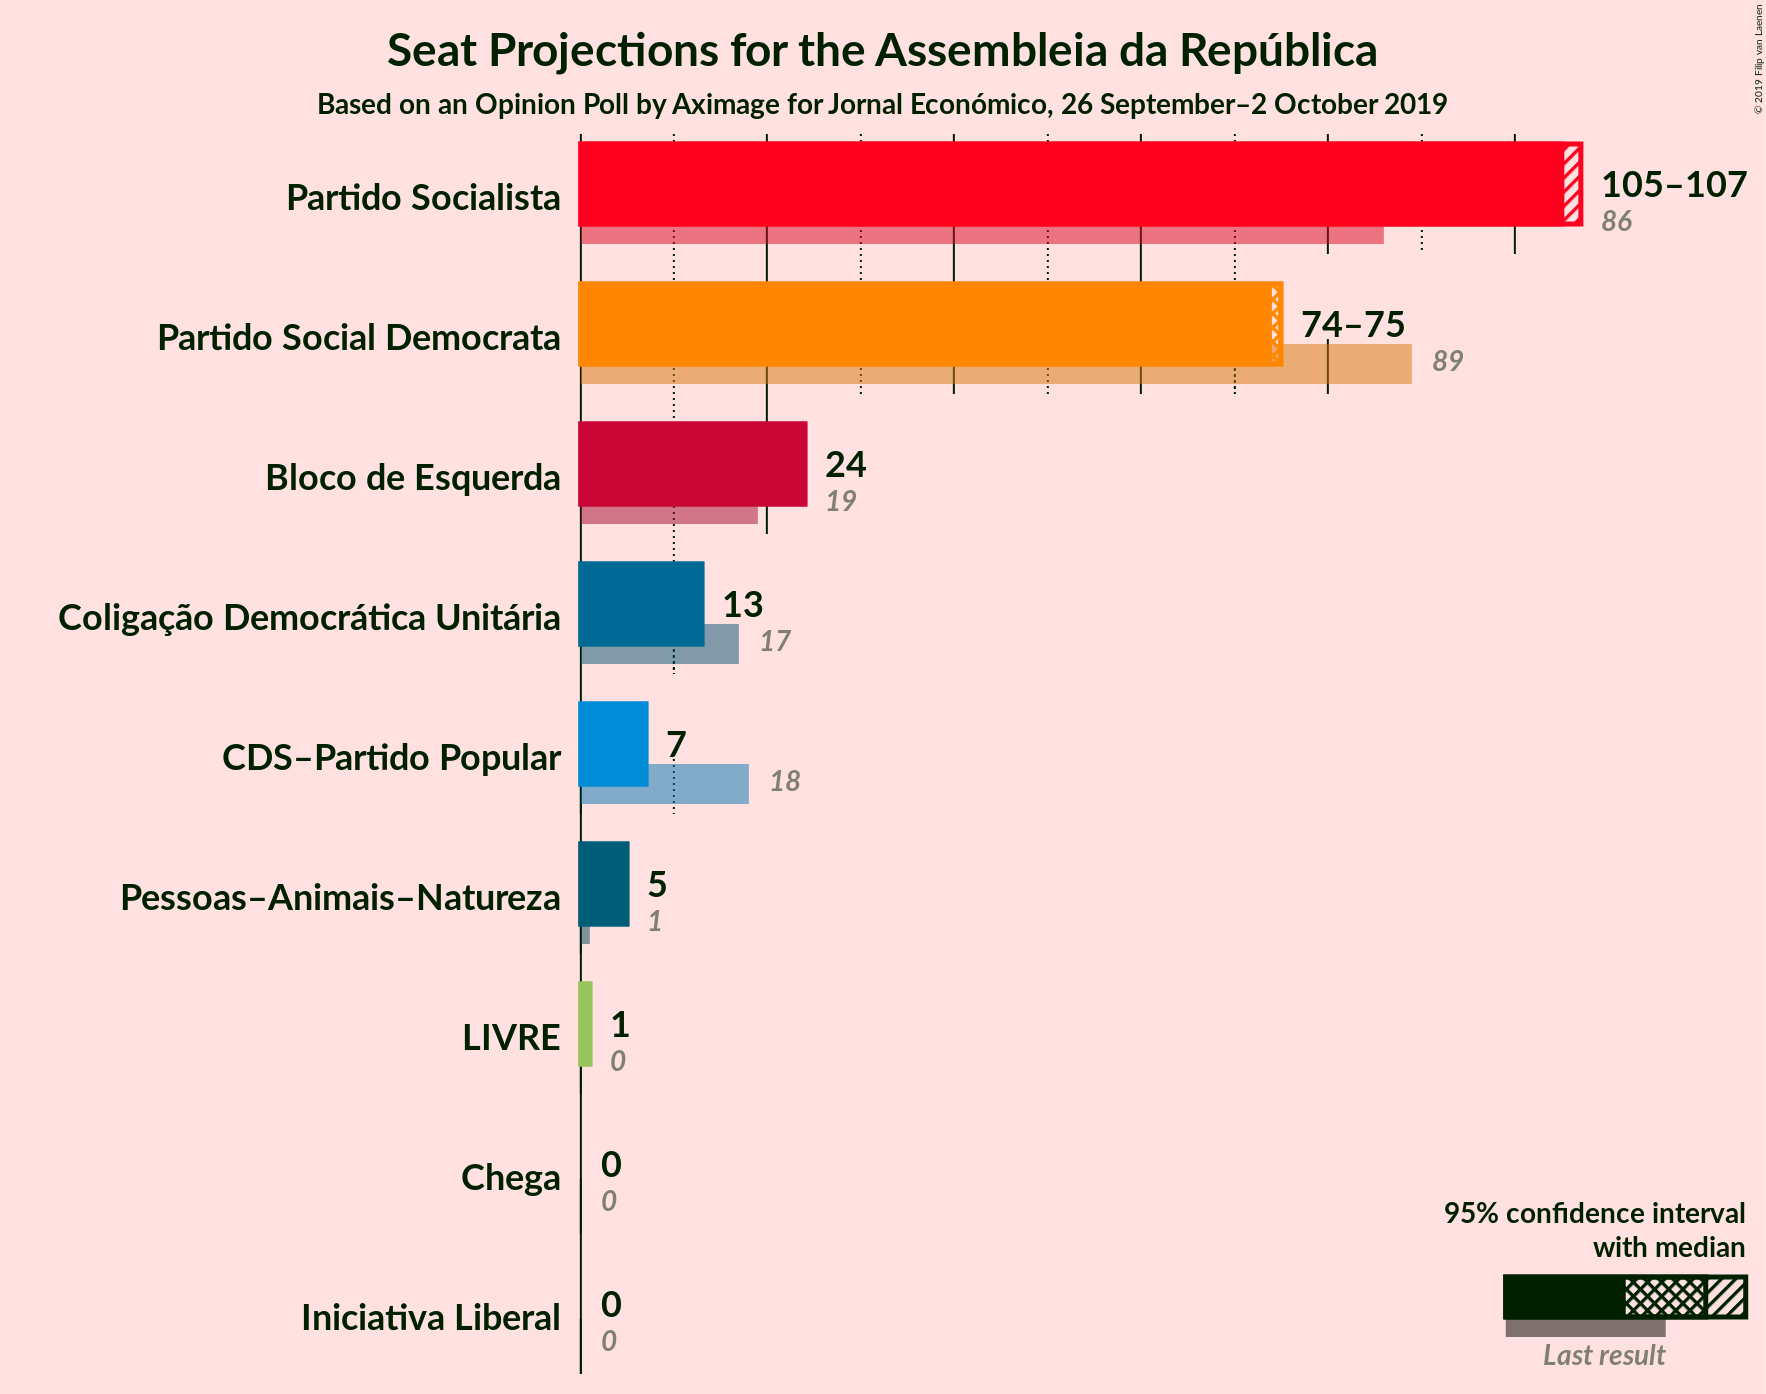 Seat Projections for the Assembleia da República
Based on an Opinion Poll by Aximage for Jornal Económico, 26 September–2 October 2019
© 2019 Filip van Laenen
Partido Socialista
105–107
86
Partido Social Democrata
74–75
89
Bloco de Esquerda
24
19
Coligação Democrática Unitária
13
17
CDS–Partido Popular
7
18
Pessoas–Animais–Natureza
5
1
LIVRE
1
0
Chega
0
0
Iniciativa Liberal
0
0
95% confidence interval
with median
Last result